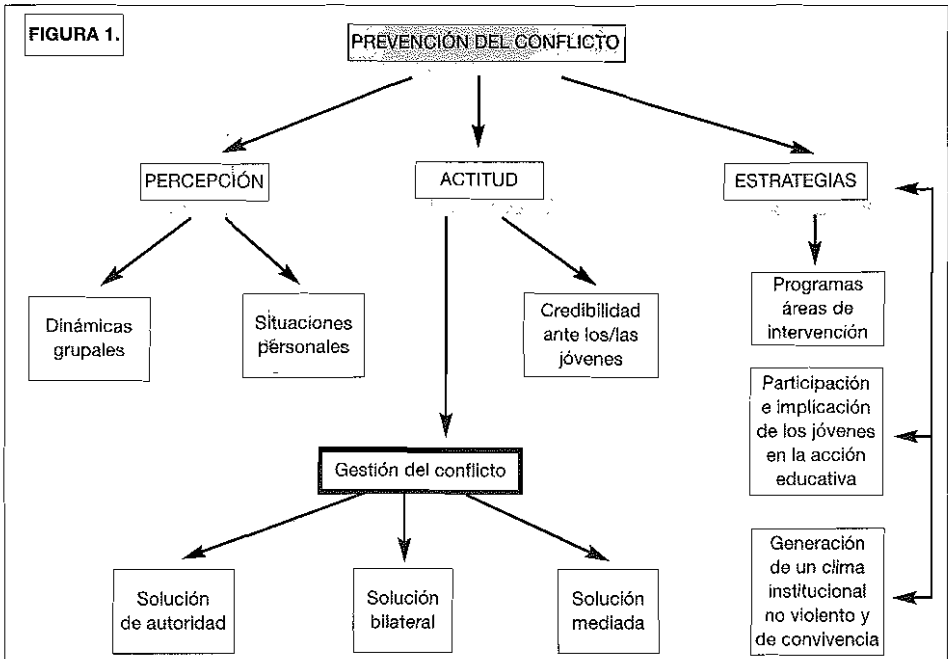 FIGURA 1.
PREVENCIÓN DEL CONFLICTO
PERCEPCIÓN
ACTITUD
ESTRATEGIAS
Dinámicas
grupales
Situaciones
personales
Credibilidad
ante los/las
jóvenes
Programas
áreas de
intervención
Participación
e implicación
de los jóvenes
en la acción
educativa
Gestión del conflicto
Generación
de un clima
institucional
no violento y
de convivencia
Solución
de autoridad
Solución
bilateral
Solución
mediada